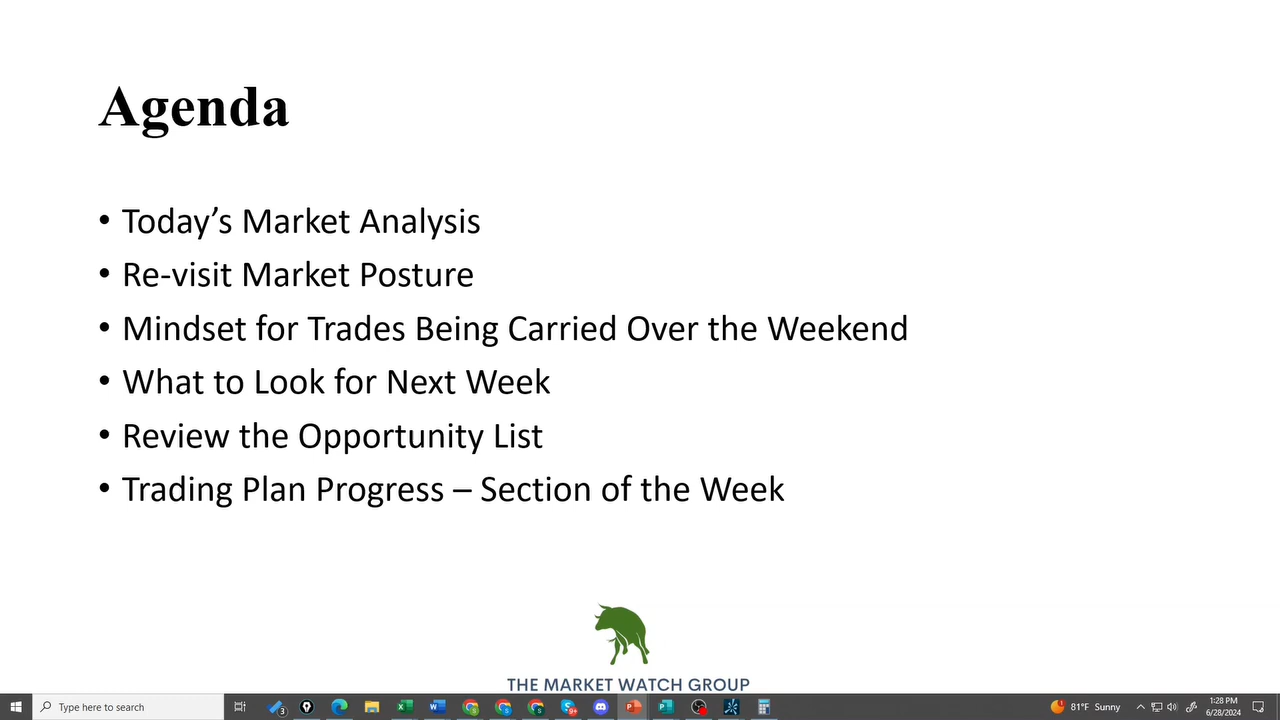 Agenda
• Today’s Market Analysis
• Re-visit Market Posture
• Mindset for Trades Being Carried Over the Weekend
• What to Look for Next Week
• Review the Opportunity List
• Trading Plan Progress – Section of the Week
THE MARKET WATCH GROUP
Type here to search
3
81°F Sunny
1:28 PM
6/28/2024